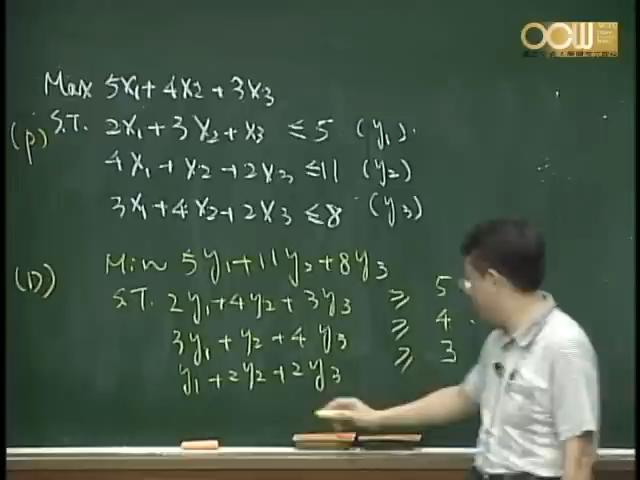 OCW
Max 5x₁+4x₂+3x₃
(P) S.T. 2x₁+3x₂+x₃ ≤5 (y₁)
4x₁+x₂+2x₃ ≤11 (y₂)
3x₁+4x₂+2x₃ ≤8 (y₃)
(D) Min 5y₁+11y₂+8y₃
S.T. 2y₁+4y₂+3y₃ ≥ 5
3y₁+y₂+4y₃ ≥ 4
y₁+2y₂+2y₃ ≥ 3